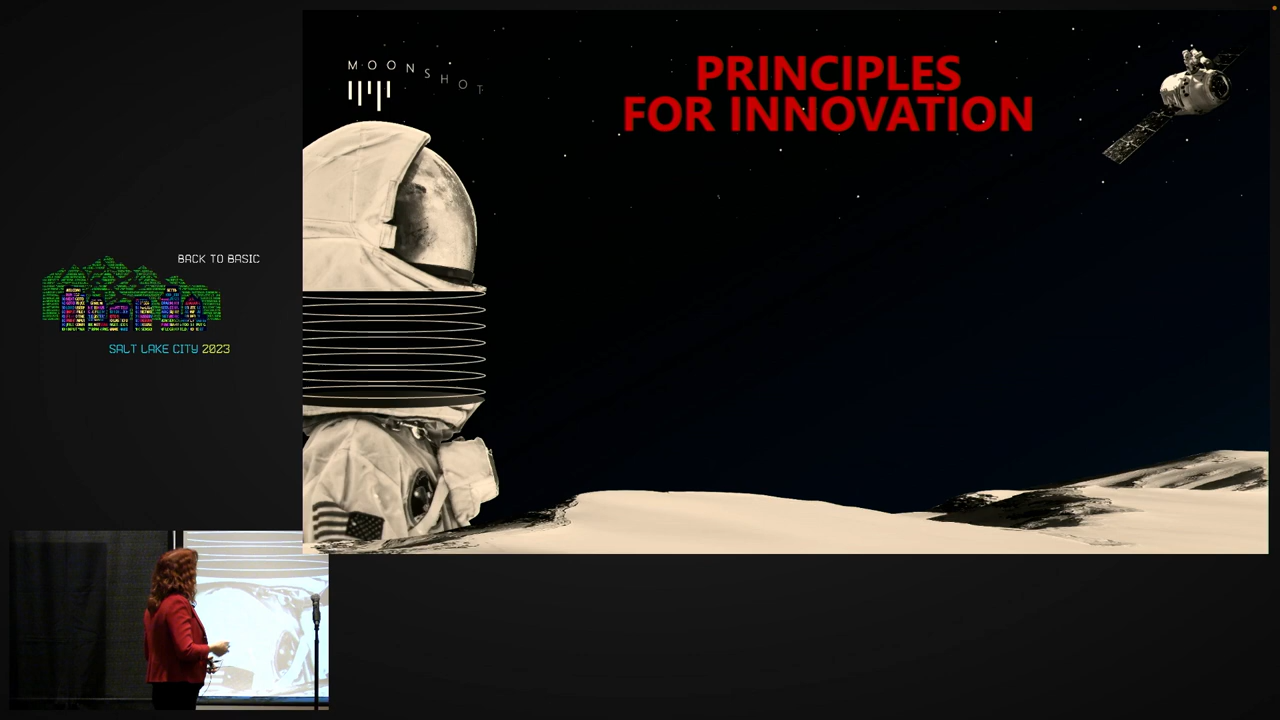 MOONSHOT
PRINCIPLES
FOR INNOVATION
BACK TO BASIC
SALT LAKE CITY 2023